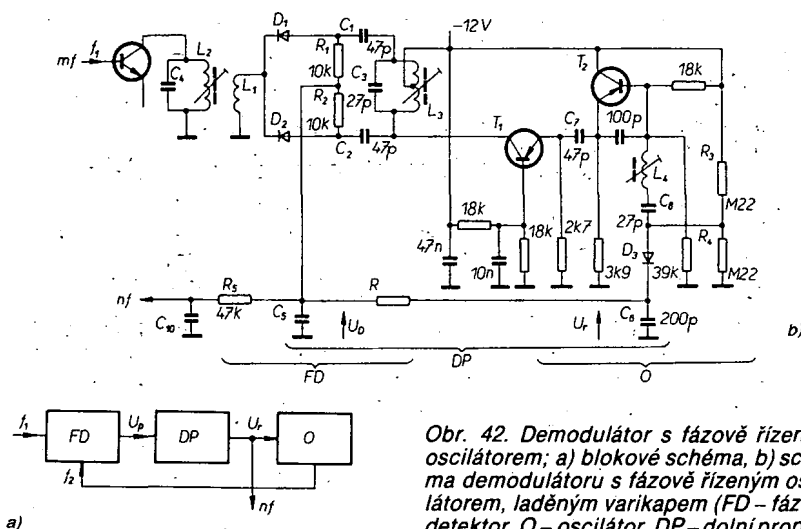 mf
f₁
C₄
L₂
L₁
D₁
D₂
R₁
10k
R₂
10k
C₁
47p
C₃
27p
L₃
C₂
47p
-12V
T₁
C₇
47p
T₂
100p
18k
L₄
C₈
27p
R₃
M22
R₄
M22
D₃
39k
18k
47n
10n
18k
2k7
3k9
nf
R₅
47k
C₁₀
C₅
U_D
R
U_r
C₆
200p
b)
FD
DP
O
f₁
FD
U_p
DP
U_r
O
f₂
nf
a)
Obr. 42. Demodulátor s fázově řízen
oscilátorem; a) blokové schéma, b) sc
ma demodulátoru s fázově řízeným os
látorem, laděným varikapem (FD – fáz
detektor, O – oscilátor, DP – dolní prop